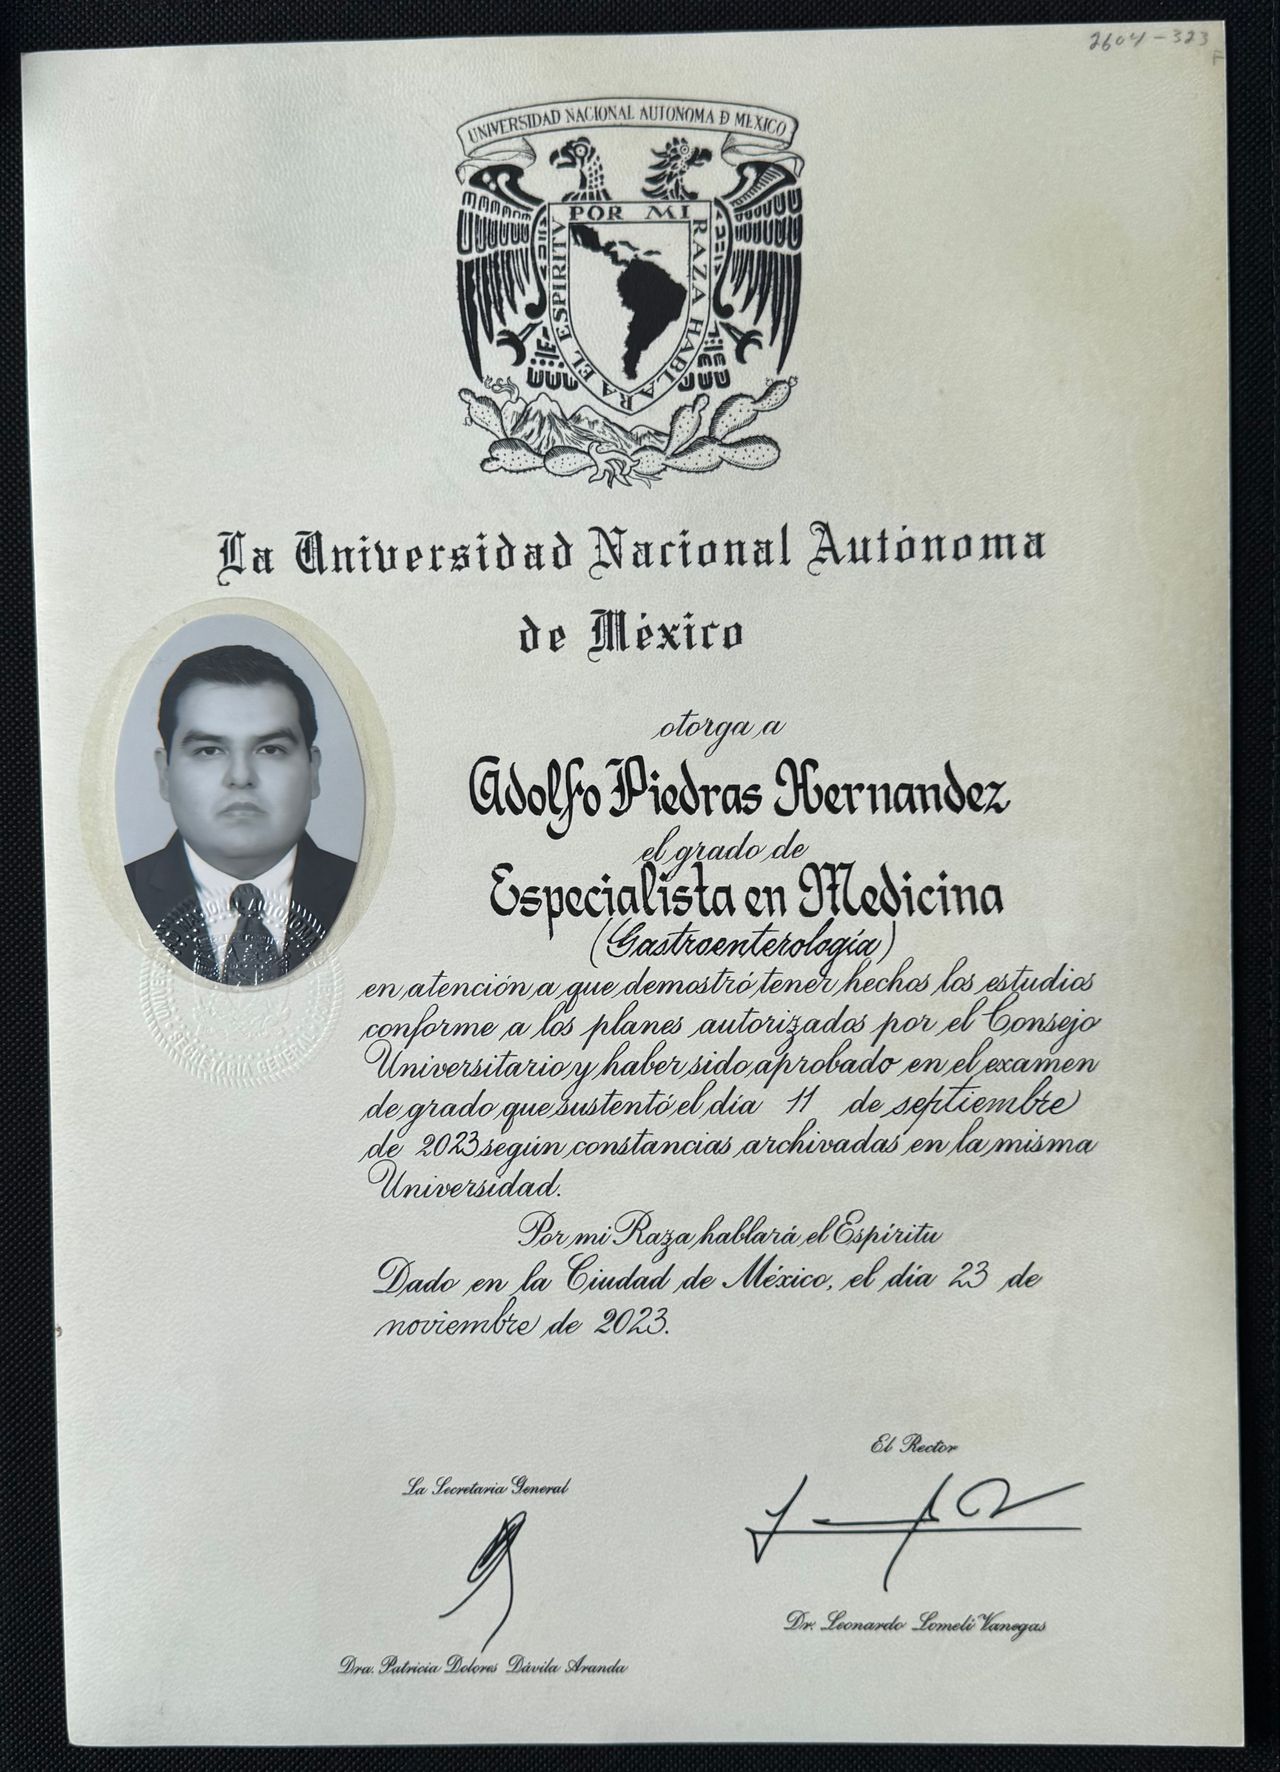 2604-323
F
UNIVERSIDAD NACIONAL AUTONOMA D MEXICO
POR MI RAZA HABLARA EL ESPIRITV
La Universidad Nacional Autónoma
de México
otorga a
Adolfo Piedras Hernandez
el grado de
Especialista en Medicina
(Gastroenterología)
en atención a que demostró tener hechos los estudios
conforme a los planes autorizados por el Consejo
Universitario y haber sido aprobado en el examen
de grado que sustentó el día 11 de septiembre
de 2023 según constancias archivadas en la misma
Universidad.
Por mi Raza hablará el Espíritu
Dado en la Ciudad de México, el día 23 de
noviembre de 2023.
El Rector
La Secretaria General
Dr. Leonardo Lomelí Vanegas
Dra. Patricia Dolores Dávila Aranda
SECRETARIA GENERAL